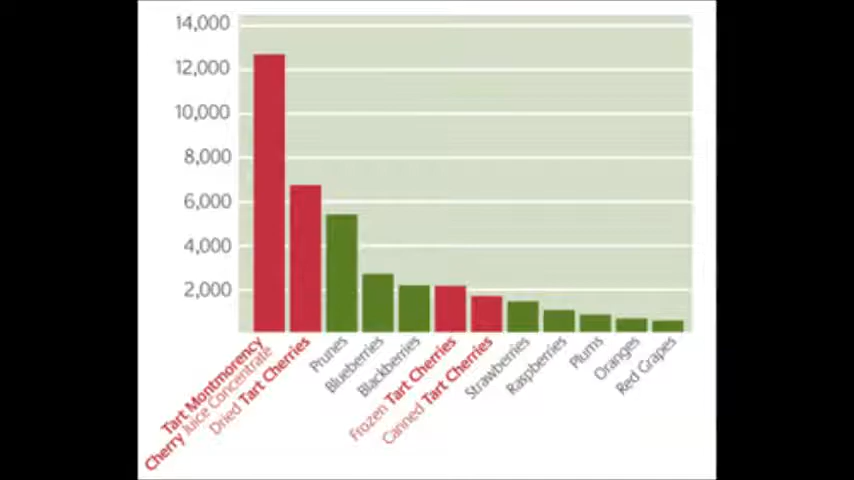 14,000
12,000
10,000
8,000
6,000
4,000
2,000
Tart Montmorency
Cherry Juice Concentrate
Dried Tart Cherries
Prunes
Blueberries
Blackberries
Frozen Tart Cherries
Canned Tart Cherries
Strawberries
Raspberries
Plums
Oranges
Red Grapes